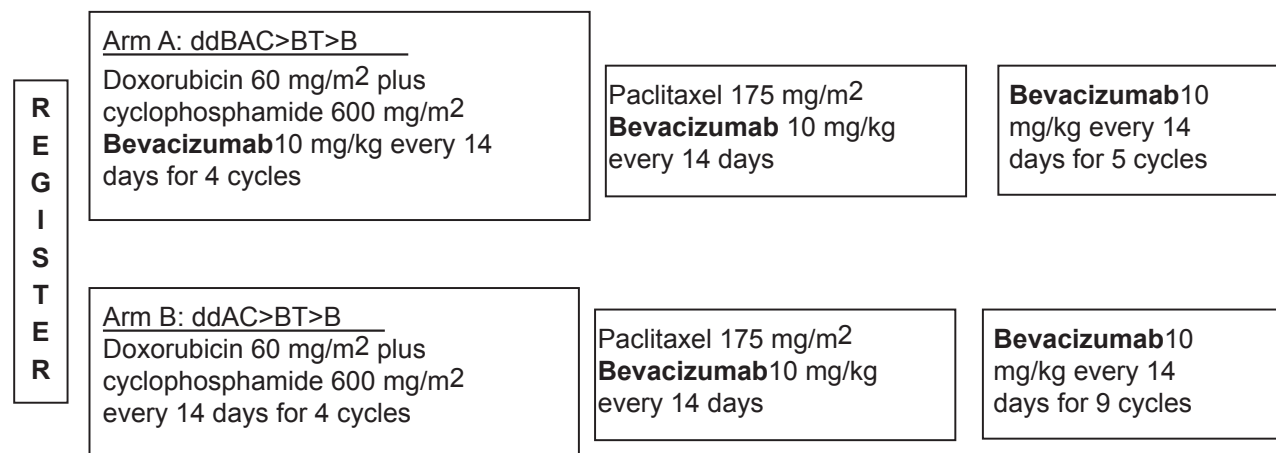 REGISTER
Arm A: ddBAC>BT>B
Doxorubicin 60 mg/m2 plus
cyclophosphamide 600 mg/m2
Bevacizumab10 mg/kg every 14
days for 4 cycles
Paclitaxel 175 mg/m2
Bevacizumab 10 mg/kg
every 14 days
Bevacizumab10
mg/kg every 14
days for 5 cycles
Arm B: ddAC>BT>B
Doxorubicin 60 mg/m2 plus
cyclophosphamide 600 mg/m2
every 14 days for 4 cycles
Paclitaxel 175 mg/m2
Bevacizumab10 mg/kg
every 14 days
Bevacizumab10
mg/kg every 14
days for 9 cycles